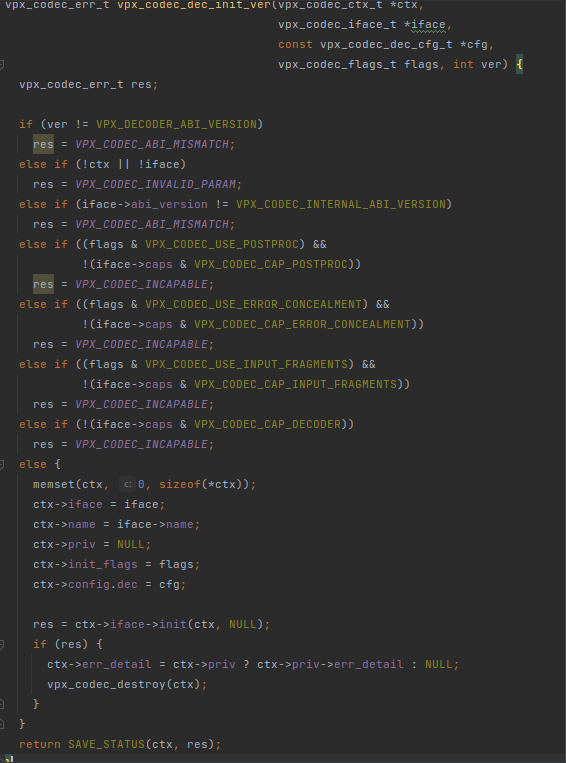 vpx_codec_err_t vpx_codec_dec_init_ver(vpx_codec_ctx_t *ctx,
                                       vpx_codec_iface_t *iface,
                                       const vpx_codec_dec_cfg_t *cfg,
                                       vpx_codec_flags_t flags, int ver) {
  vpx_codec_err_t res;

  if (ver != VPX_DECODER_ABI_VERSION)
    res = VPX_CODEC_ABI_MISMATCH;
  else if (!ctx || !iface)
    res = VPX_CODEC_INVALID_PARAM;
  else if (iface->abi_version != VPX_CODEC_INTERNAL_ABI_VERSION)
    res = VPX_CODEC_ABI_MISMATCH;
  else if ((flags & VPX_CODEC_USE_POSTPROC) &&
           !(iface->caps & VPX_CODEC_CAP_POSTPROC))
    res = VPX_CODEC_INCAPABLE;
  else if ((flags & VPX_CODEC_USE_ERROR_CONCEALMENT) &&
           !(iface->caps & VPX_CODEC_CAP_ERROR_CONCEALMENT))
    res = VPX_CODEC_INCAPABLE;
  else if ((flags & VPX_CODEC_USE_INPUT_FRAGMENTS) &&
           !(iface->caps & VPX_CODEC_CAP_INPUT_FRAGMENTS))
    res = VPX_CODEC_INCAPABLE;
  else if (!(iface->caps & VPX_CODEC_CAP_DECODER))
    res = VPX_CODEC_INCAPABLE;
  else {
    memset(ctx, c: 0, sizeof(*ctx));
    ctx->iface = iface;
    ctx->name = iface->name;
    ctx->priv = NULL;
    ctx->init_flags = flags;
    ctx->config.dec = cfg;

    res = ctx->iface->init(ctx, NULL);
    if (res) {
      ctx->err_detail = ctx->priv ? ctx->priv->err_detail : NULL;
      vpx_codec_destroy(ctx);
    }
  }
  return SAVE_STATUS(ctx, res);
}